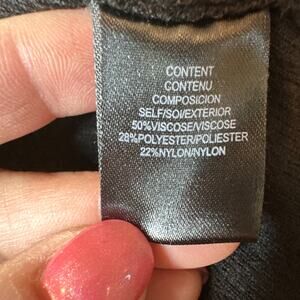 CONTENT
CONTENU
COMPOSICION
SELF/SOI/EXTERIOR
50%VISCOSE/VISCOSE
28%POLYESTER/POLIESTER
22%NYLON/NYLON